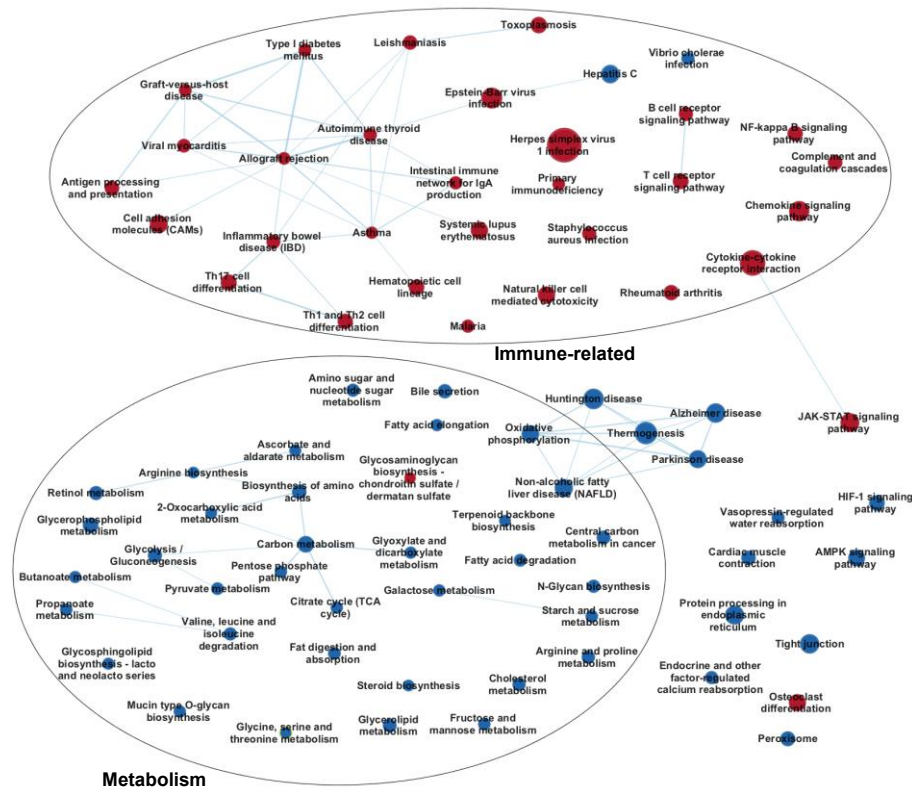 Toxoplasmosis
Type I diabetes
mellitus
Leishmaniasis
Vibrio cholerae
infection
Hepatitis C
Graft-versus-host
disease
Epstein-Barr virus
infection
B cell receptor
signaling pathway
NF-kappa B signaling
pathway
Autoimmune thyroid
disease
Herpes simplex virus
1 infection
Viral myocarditis
Allograft rejection
Complement and
coagulation cascades
Antigen processing
and presentation
Intestinal immune
network for IgA
production
Primary
immunodeficiency
T cell receptor
signaling pathway
Cell adhesion
molecules (CAMs)
Chemokine signaling
pathway
Inflammatory bowel
disease (IBD)
Asthma
Systemic lupus
erythematosus
Staphylococcus
aureus infection
Cytokine-cytokine
receptor interaction
Th17 cell
differentiation
Hematopoietic cell
lineage
Natural killer cell
mediated cytotoxicity
Rheumatoid arthritis
Th1 and Th2 cell
differentiation
Malaria
Immune-related
Amino sugar and
nucleotide sugar
metabolism
Bile secretion
Huntington disease
Alzheimer disease
Fatty acid elongation
Oxidative
phosphorylation
Thermogenesis
JAK-STAT signaling
pathway
Ascorbate and
aldarate metabolism
Glycosaminoglycan
biosynthesis -
chondroitin sulfate /
dermatan sulfate
Parkinson disease
Arginine biosynthesis
Biosynthesis of amino
acids
Non-alcoholic fatty
liver disease (NAFLD)
Retinol metabolism
HIF-1 signaling
pathway
2-Oxocarboxylic acid
metabolism
Terpenoid backbone
biosynthesis
Vasopressin-regulated
water reabsorption
Glycerophospholipid
metabolism
Central carbon
metabolism in cancer
Carbon metabolism
Glyoxylate and
dicarboxylate metabolism
Glycolysis /
Gluconeogenesis
Fatty acid degradation
Cardiac muscle
contraction
AMPK signaling
pathway
Pentose phosphate
pathway
Butanoate metabolism
Pyruvate metabolism
Galactose metabolism
N-Glycan biosynthesis
Citrate cycle (TCA
cycle)
Propanoate
metabolism
Starch and sucrose
metabolism
Protein processing in
endoplasmic
reticulum
Valine, leucine and
isoleucine
degradation
Tight junction
Glycosphingolipid
biosynthesis - lacto
and neolacto series
Fat digestion and
absorption
Arginine and proline
metabolism
Endocrine and other
factor-regulated
calcium reabsorption
Steroid biosynthesis
Cholesterol
metabolism
Osteoclast
differentiation
Mucin type O-glycan
biosynthesis
Glycine, serine and
threonine metabolism
Glycerolipid
metabolism
Fructose and
mannose metabolism
Peroxisome
Metabolism